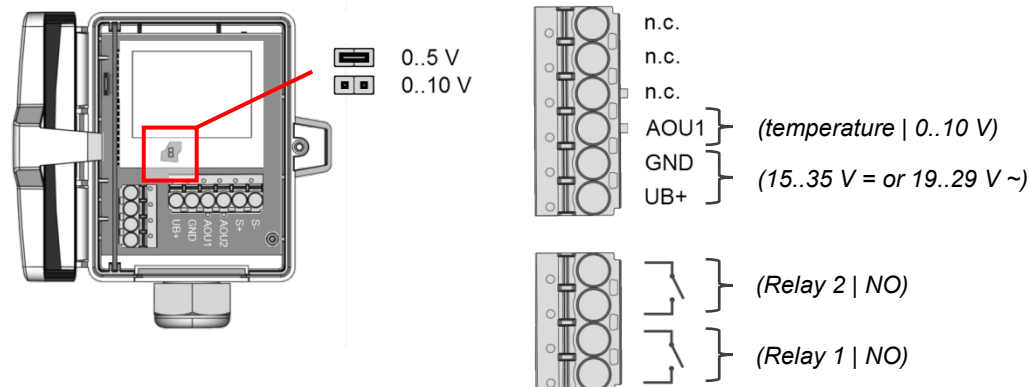 0..5 V
0..10 V
UB+
GND
AOU1
AOU2
S+
S-
n.c.
n.c.
n.c.
AOU1 (temperature | 0..10 V)
GND
(15..35 V = or 19..29 V ~)
UB+
(Relay 2 | NO)
(Relay 1 | NO)